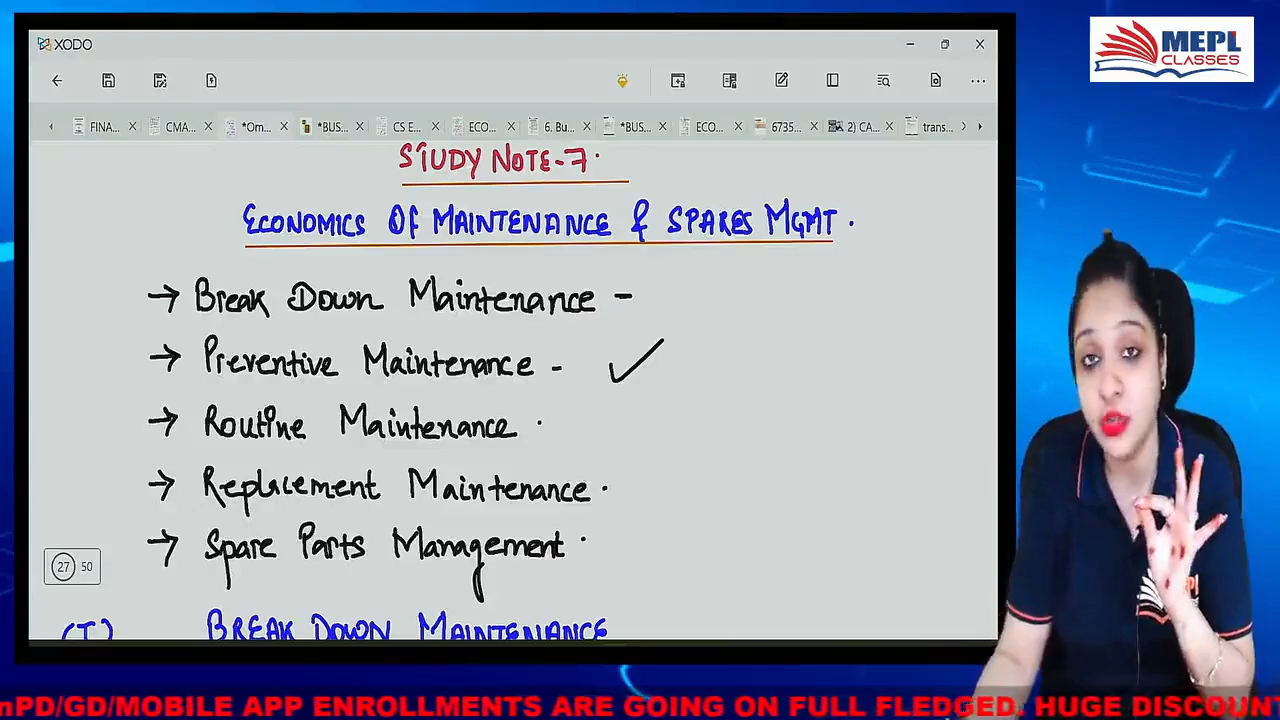 XODO
MEPL
CLASSES
FINA... CMA... *Om... *BUS... CS E... ECO... 6. Bu... *BUS... ECO... 6735... 2) CA... trans...
STUDY NOTE-7.
ECONOMICS OF MAINTENANCE & SPARES MGMT.
→ Break Down Maintenance -
→ Preventive Maintenance - ✓
→ Routine Maintenance.
→ Replacement Maintenance.
→ Spare Parts Management.
27 50
(I) BREAK DOWN MAINTENANCE
MEPL
nPD/GD/MOBILE APP ENROLLMENTS ARE GOING ON FULL FLEDGED. HUGE DISCOUNT